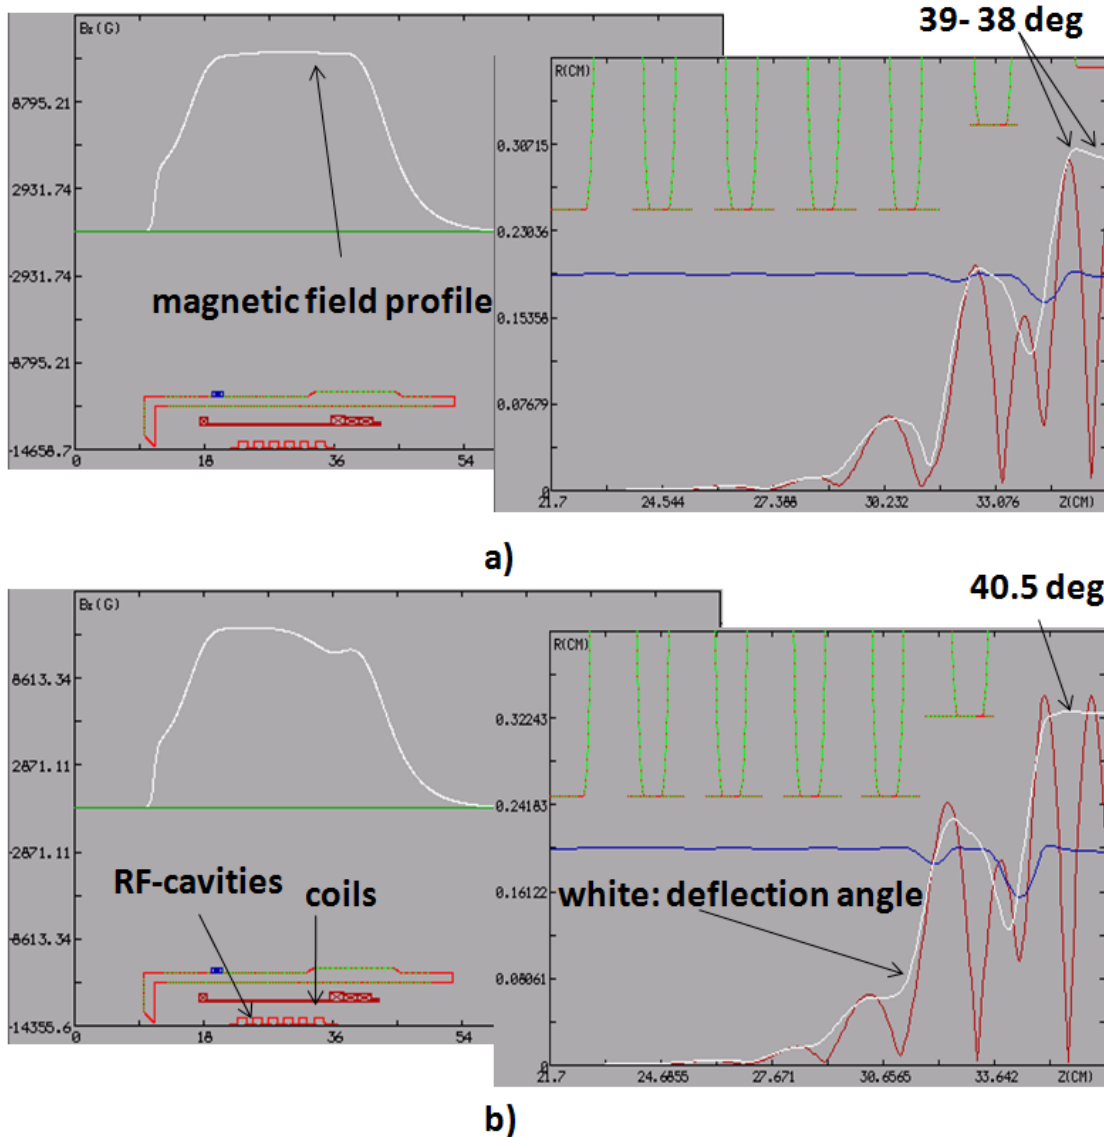 Bz(G)
8795.21
2931.74
-2931.74
-8795.21
-14658.7
0 18 36 54
magnetic field profile
39- 38 deg
R(CM)
0.30715
0.23036
0.15358
0.07679
0
21.7 24.544 27.388 30.232 33.076 Z(CM)
a)
Bz(G)
8613.34
2871.11
-2871.11
-8613.34
-14355.6
0 18 36 54
RF-cavities
coils
40.5 deg
R(CM)
0.32243
0.24183
0.16122
0.08061
0
21.7 24.6855 27.671 30.6565 33.642 Z(CM)
white: deflection angle
b)